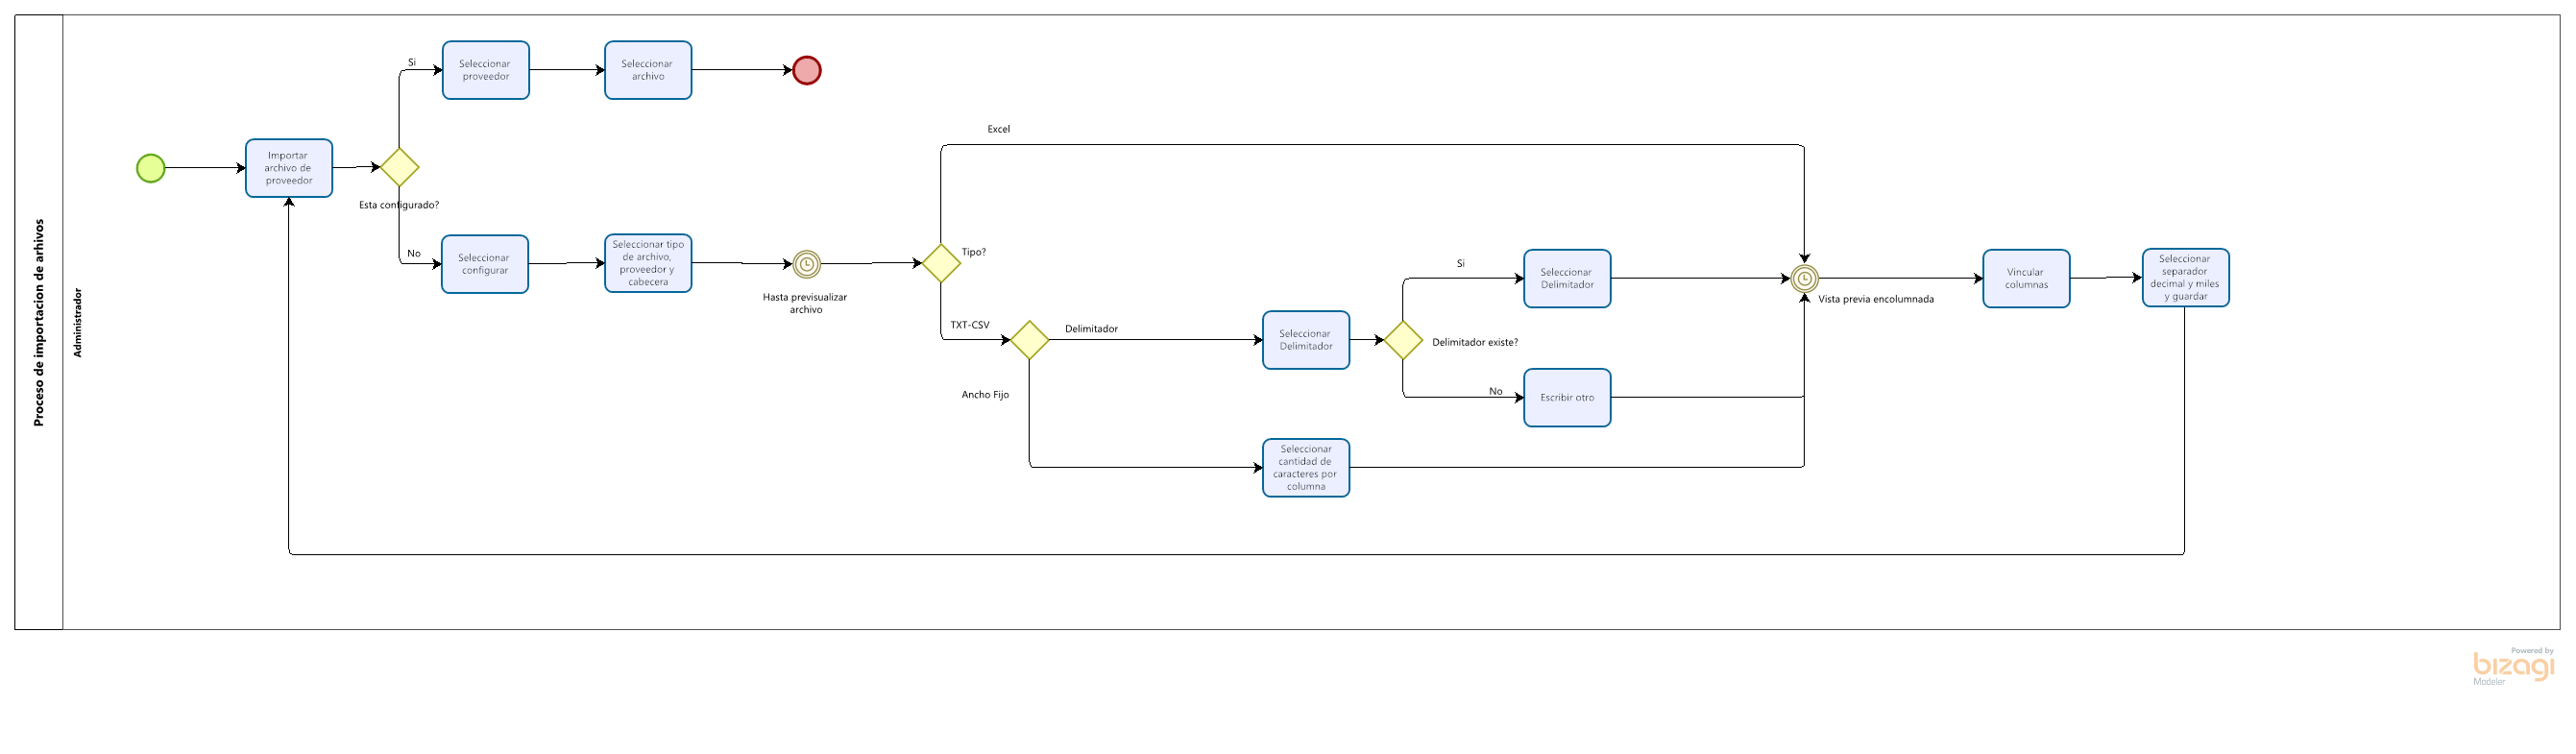 Proceso de importacion de arhivos
Administrador
Importar
archivo de
proveedor
Esta configurado?
Si
Seleccionar
proveedor
Seleccionar
archivo
No
Seleccionar
configurar
Seleccionar tipo
de archivo,
proveedor y
cabecera
Hasta previsualizar
archivo
Tipo?
Excel
TXT-CSV
Delimitador
Ancho Fijo
Seleccionar
Delimitador
Delimitador existe?
Si
Seleccionar
Delimitador
No
Escribir otro
Seleccionar
cantidad de
caracteres por
columna
Vista previa encolumnada
Vincular
columnas
Seleccionar
separador
decimal y miles
y guardar
Powered by
bizagi
Modeler